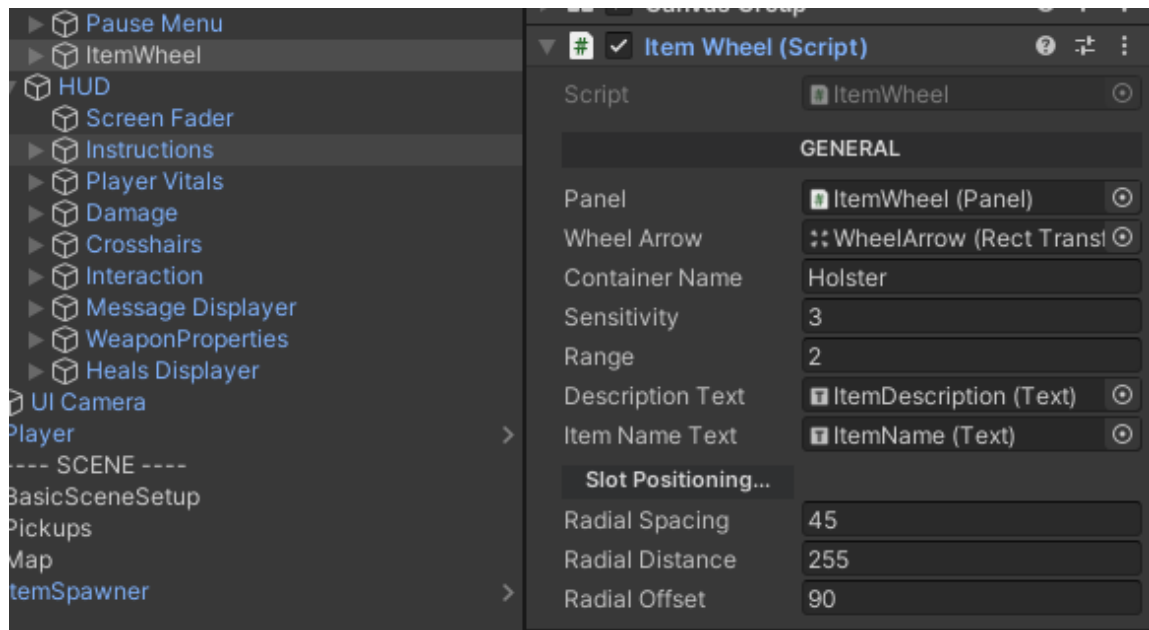 Pause Menu
ItemWheel
HUD
Screen Fader
Instructions
Player Vitals
Damage
Crosshairs
Interaction
Message Displayer
WeaponProperties
Heals Displayer
UI Camera
Player
---- SCENE ----
BasicSceneSetup
Pickups
Map
temSpawner
Canvas Group
# Item Wheel (Script)
Script # ItemWheel
GENERAL
Panel # ItemWheel (Panel)
Wheel Arrow WheelArrow (Rect Transf
Container Name Holster
Sensitivity 3
Range 2
Description Text T ItemDescription (Text)
Item Name Text T ItemName (Text)
Slot Positioning...
Radial Spacing 45
Radial Distance 255
Radial Offset 90